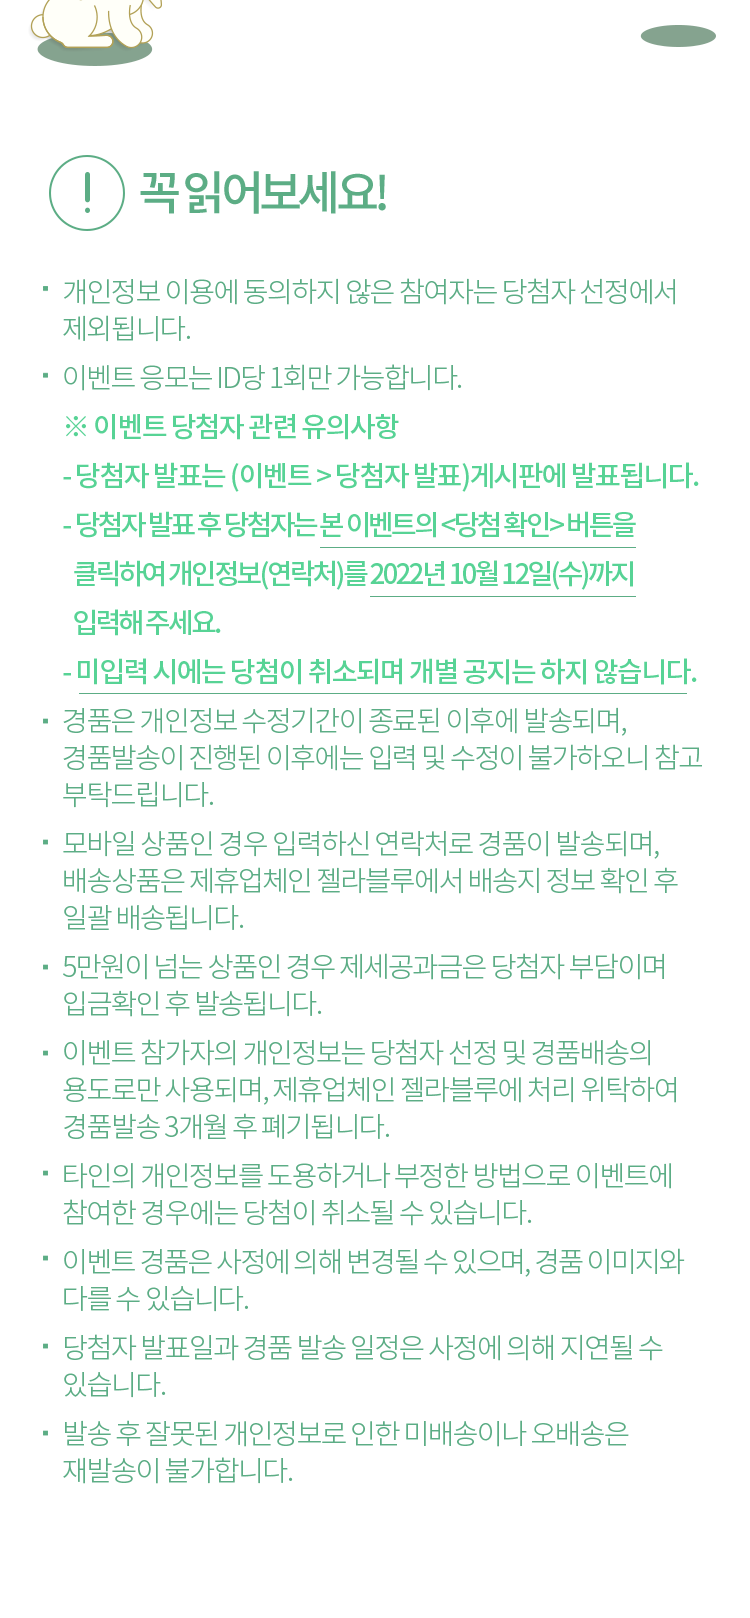 꼭 읽어보세요!
개인정보 이용에 동의하지 않은 참여자는 당첨자 선정에서
제외됩니다.
이벤트 응모는 ID당 1회만 가능합니다.
※ 이벤트 당첨자 관련 유의사항
- 당첨자 발표는 (이벤트 > 당첨자 발표)게시판에 발표됩니다.
- 당첨자 발표 후 당첨자는 본 이벤트의 <당첨 확인> 버튼을
클릭하여 개인정보(연락처)를 2022년 10월 12일(수)까지
입력해 주세요.
- 미입력 시에는 당첨이 취소되며 개별 공지는 하지 않습니다.
경품은 개인정보 수정기간이 종료된 이후에 발송되며,
경품발송이 진행된 이후에는 입력 및 수정이 불가하오니 참고
부탁드립니다.
모바일 상품인 경우 입력하신 연락처로 경품이 발송되며,
배송상품은 제휴업체인 젤라블루에서 배송지 정보 확인 후
일괄 배송됩니다.
5만원이 넘는 상품인 경우 제세공과금은 당첨자 부담이며
입금확인 후 발송됩니다.
이벤트 참가자의 개인정보는 당첨자 선정 및 경품배송의
용도로만 사용되며, 제휴업체인 젤라블루에 처리 위탁하여
경품발송 3개월 후 폐기됩니다.
타인의 개인정보를 도용하거나 부정한 방법으로 이벤트에
참여한 경우에는 당첨이 취소될 수 있습니다.
이벤트 경품은 사정에 의해 변경될 수 있으며, 경품 이미지와
다를 수 있습니다.
당첨자 발표일과 경품 발송 일정은 사정에 의해 지연될 수
있습니다.
발송 후 잘못된 개인정보로 인한 미배송이나 오배송은
재발송이 불가합니다.